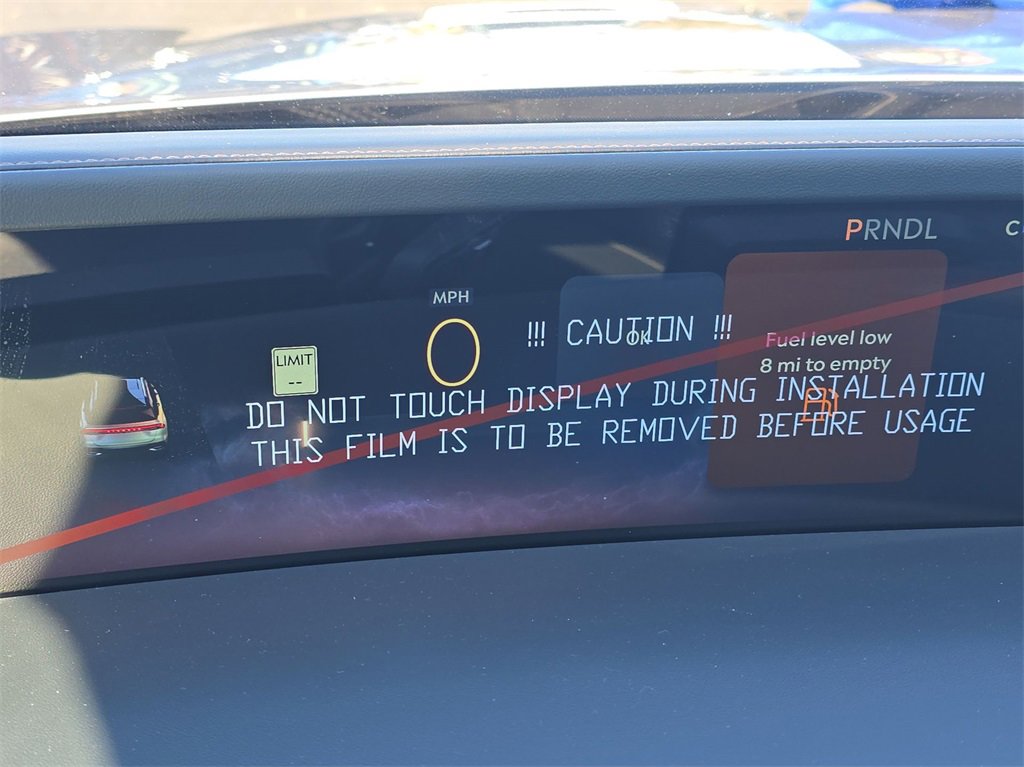 PRNDL
MPH
0
LIMIT
--
OK
!!! CAUTION !!!
Fuel level low
8 mi to empty
DO NOT TOUCH DISPLAY DURING INSTALLATION
THIS FILM IS TO BE REMOVED BEFORE USAGE